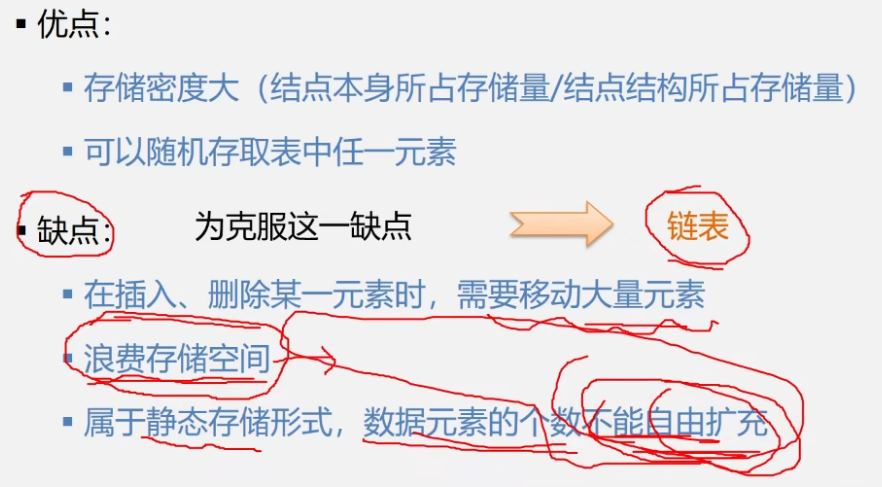 ▪ 优点：
▪ 存储密度大（结点本身所占存储量/结点结构所占存储量）
▪ 可以随机存取表中任一元素
▪ 缺点： 为克服这一缺点 链表
▪ 在插入、删除某一元素时，需要移动大量元素
▪ 浪费存储空间
▪ 属于静态存储形式，数据元素的个数不能自由扩充